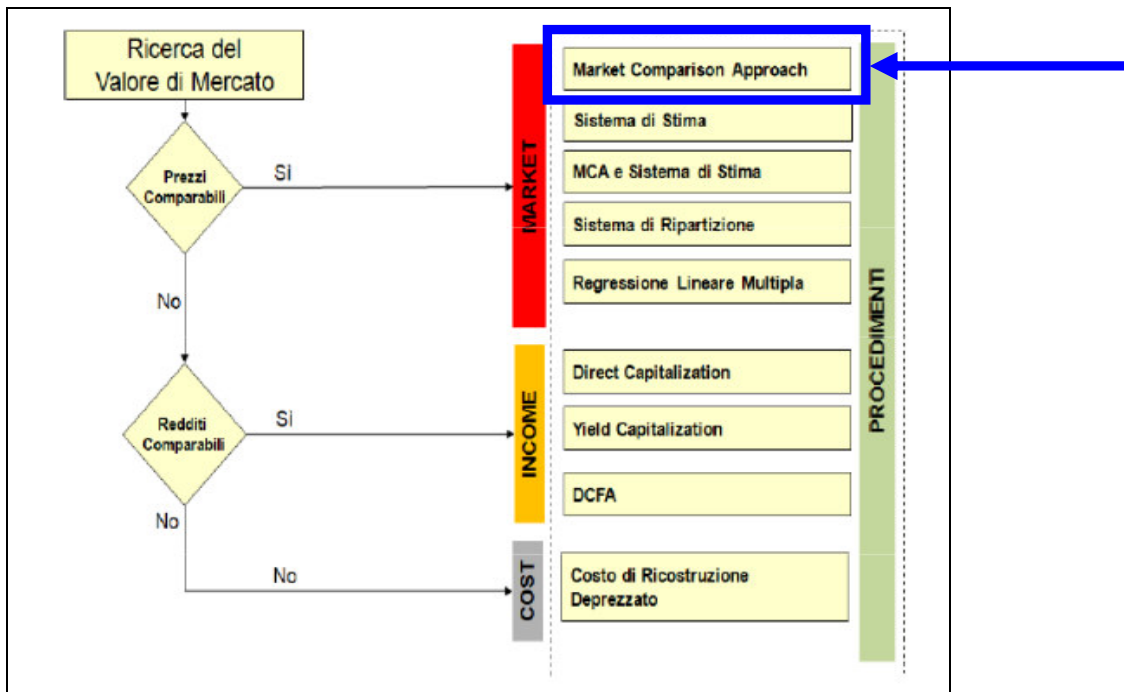 Ricerca del
Valore di Mercato
Prezzi
Comparabili
Si
No
Redditi
Comparabili
Si
No
No
MARKET
INCOME
COST
Market Comparison Approach
Sistema di Stima
MCA e Sistema di Stima
Sistema di Ripartizione
Regressione Lineare Multipla
Direct Capitalization
Yield Capitalization
DCFA
Costo di Ricostruzione
Deprezzato
PROCEDIMENTI